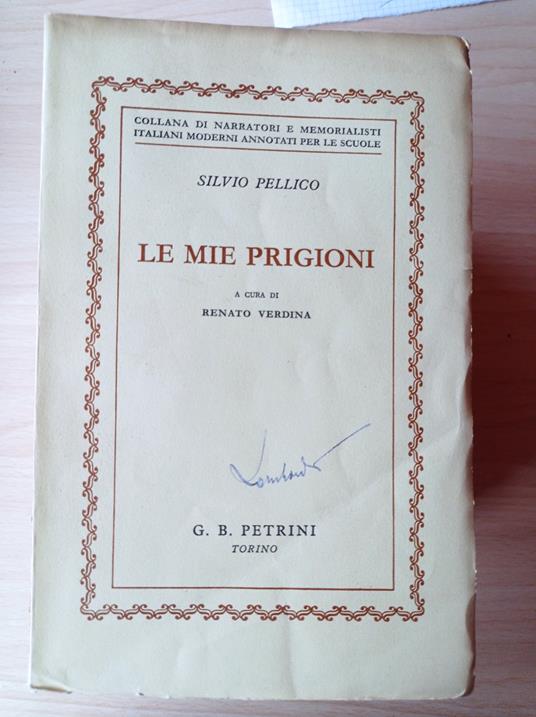 COLLANA DI NARRATORI E MEMORIALISTI
ITALIANI MODERNI ANNOTATI PER LE SCUOLE
SILVIO PELLICO
LE MIE PRIGIONI
A CURA DI
RENATO VERDINA
Lombardo
G. B. PETRINI
TORINO